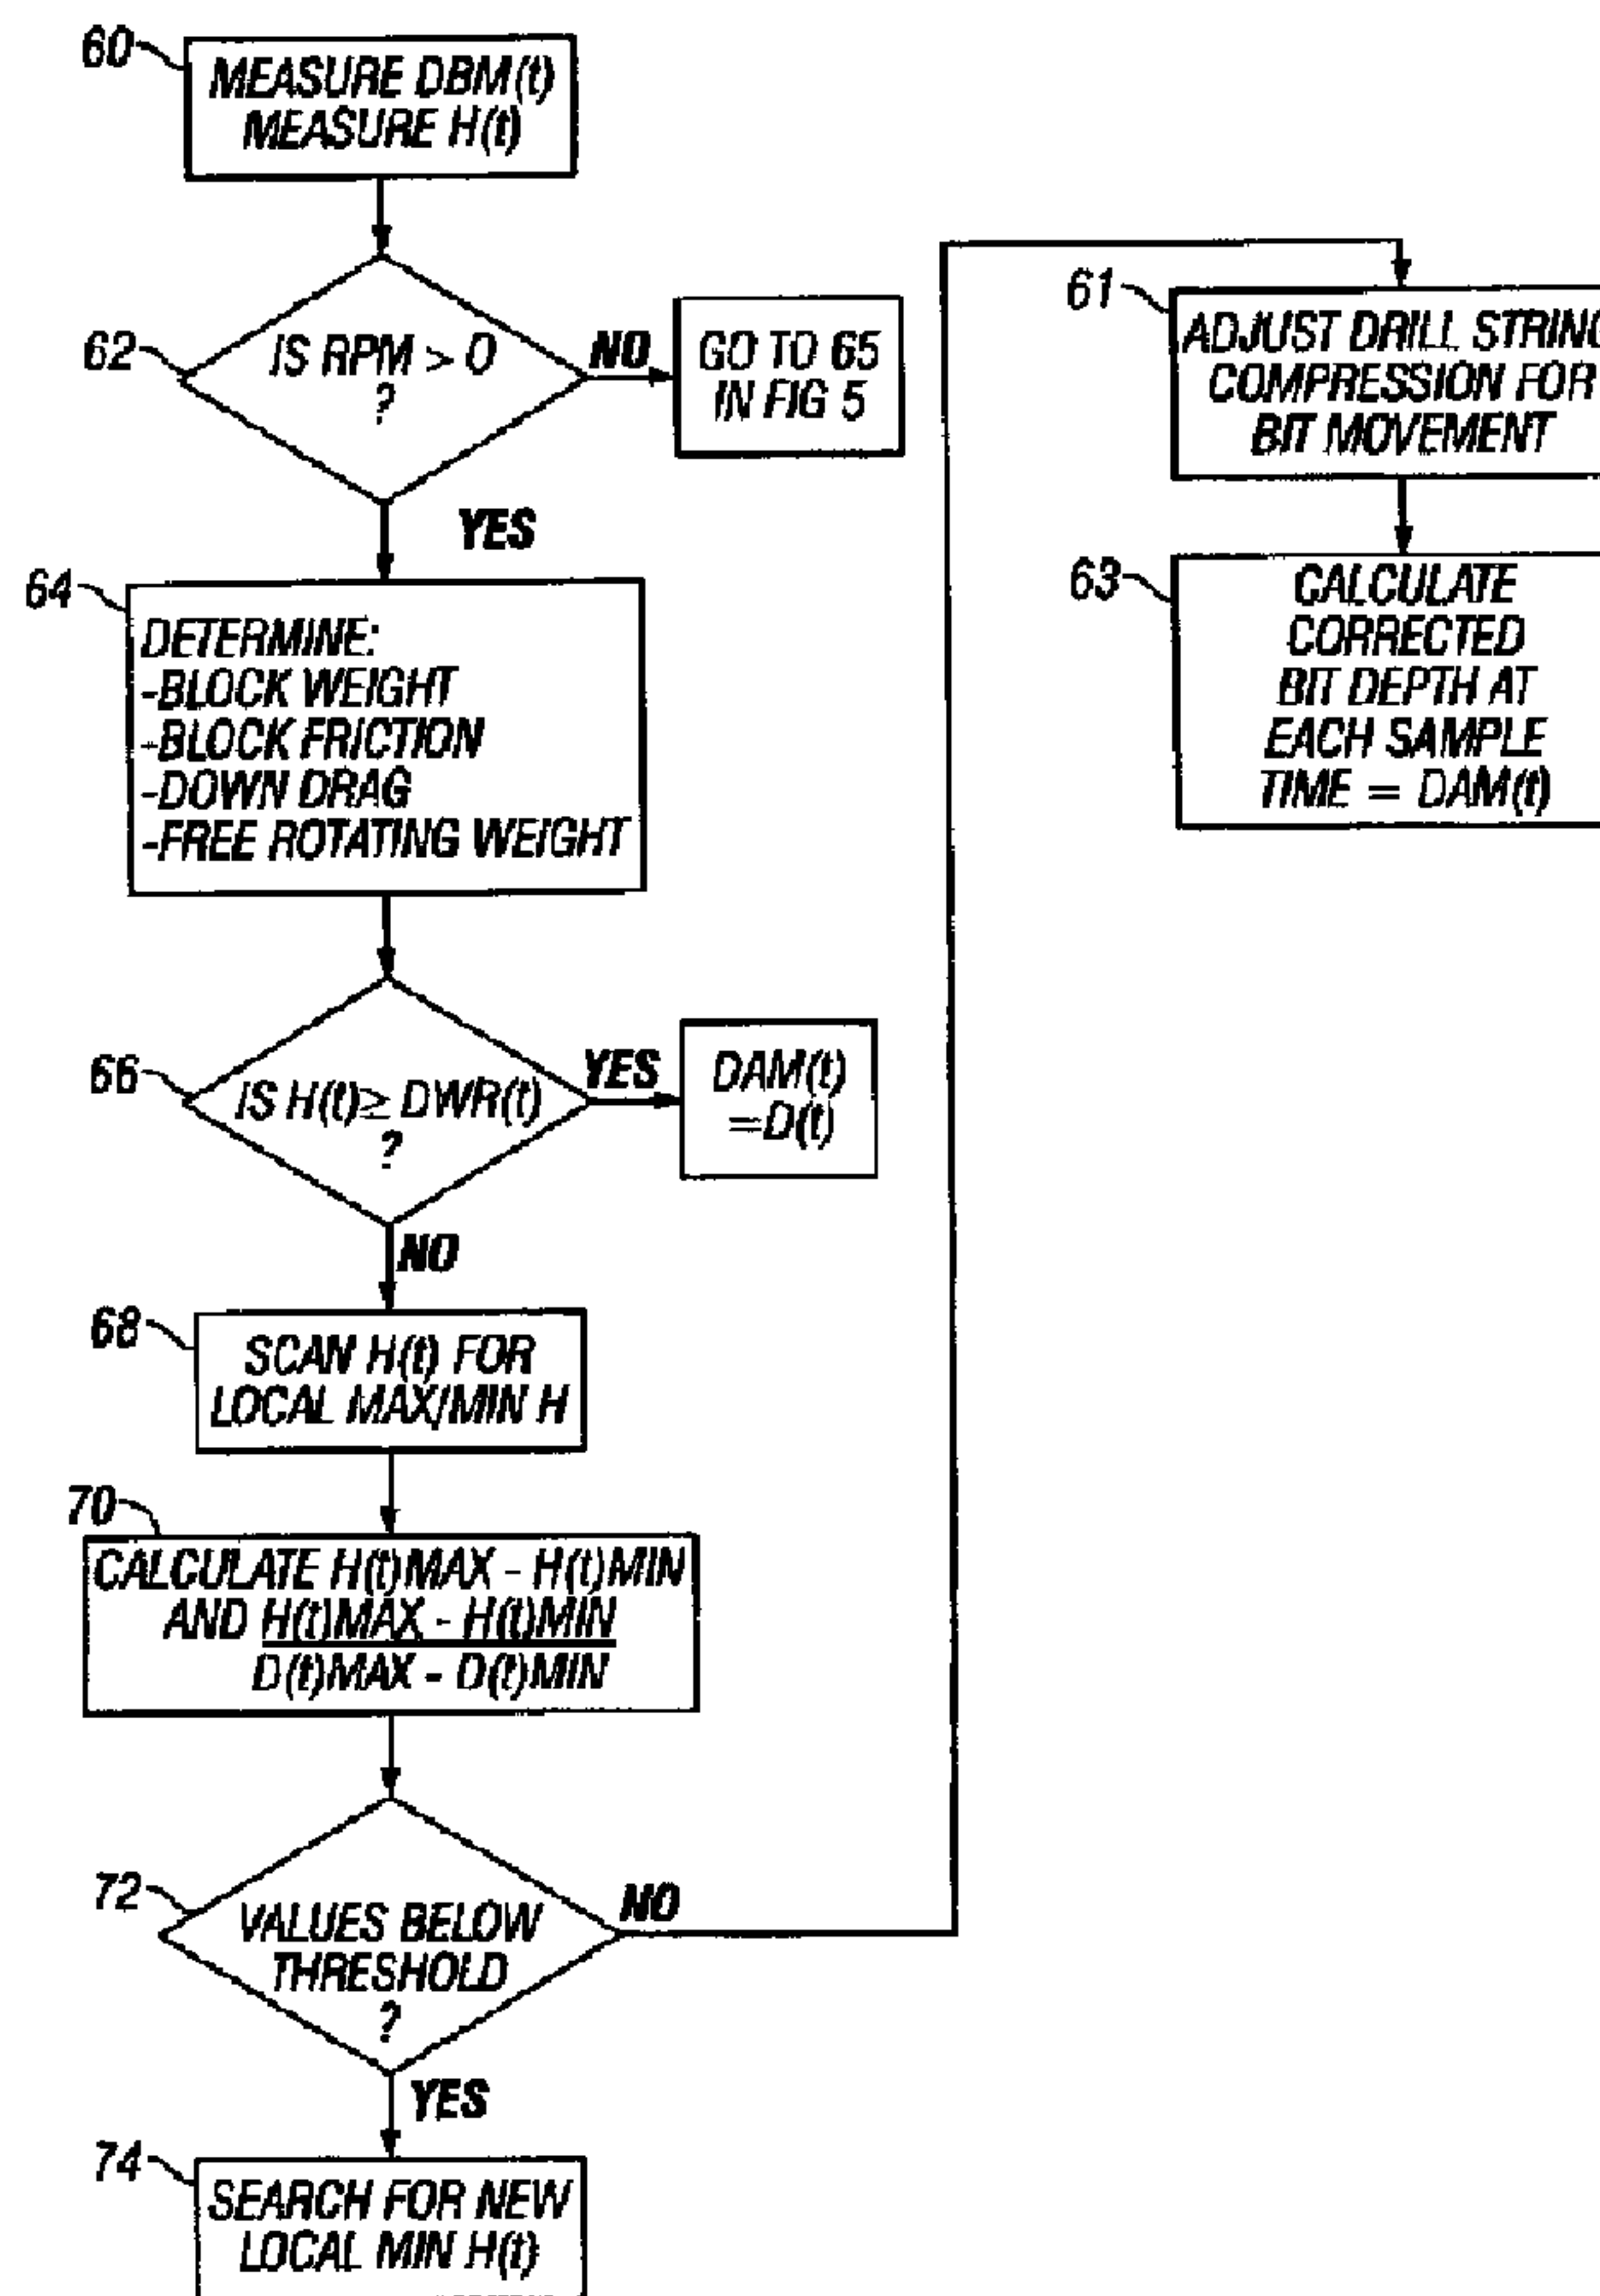 60
MEASURE DBM(t)
MEASURE H(t)
62
IS RPM > 0
?
NO
GO TO 65
IN FIG 5
YES
64
DETERMINE:
-BLOCK WEIGHT
-BLOCK FRICTION
-DOWN DRAG
-FREE ROTATING WEIGHT
66
IS H(t)≥ DWR(t)
?
YES
DAM(t)
=D(t)
NO
68
SCAN H(t) FOR
LOCAL MAX/MIN H
70
CALCULATE H(t)MAX - H(t)MIN
AND H(t)MAX - H(t)MIN
D(t)MAX - D(t)MIN
72
VALUES BELOW
THRESHOLD
?
NO
YES
74
SEARCH FOR NEW
LOCAL MIN H(t)
61
ADJUST DRILL STRING
COMPRESSION FOR
BIT MOVEMENT
63
CALCULATE
CORRECTED
BIT DEPTH AT
EACH SAMPLE
TIME = DAM(t)